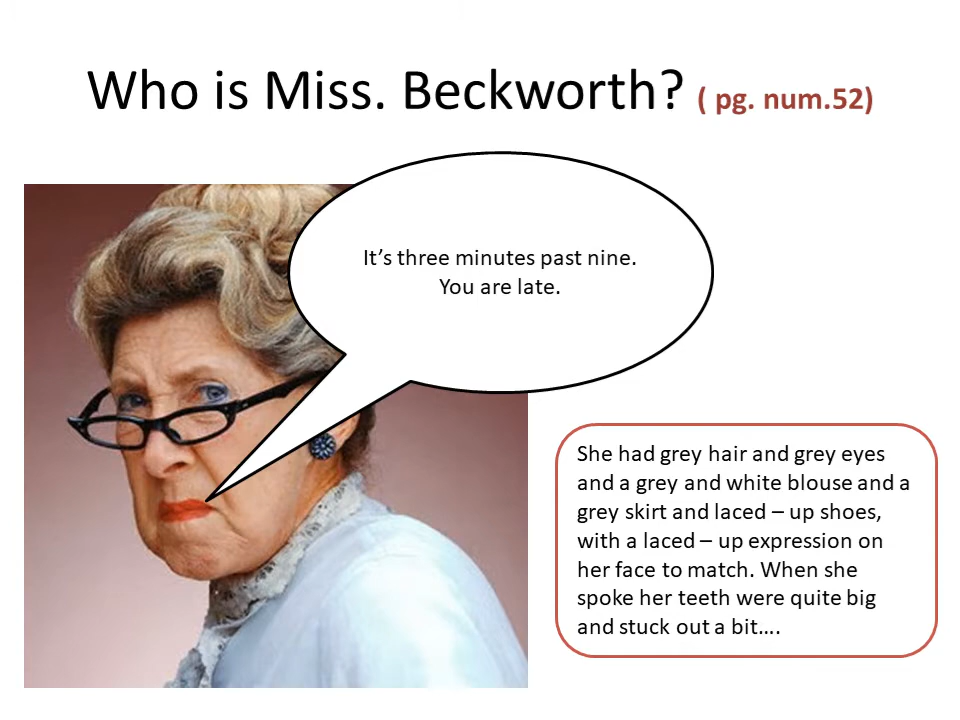 Who is Miss. Beckworth? ( pg. num.52)
It’s three minutes past nine.
You are late.
She had grey hair and grey eyes
and a grey and white blouse and a
grey skirt and laced – up shoes,
with a laced – up expression on
her face to match. When she
spoke her teeth were quite big
and stuck out a bit….